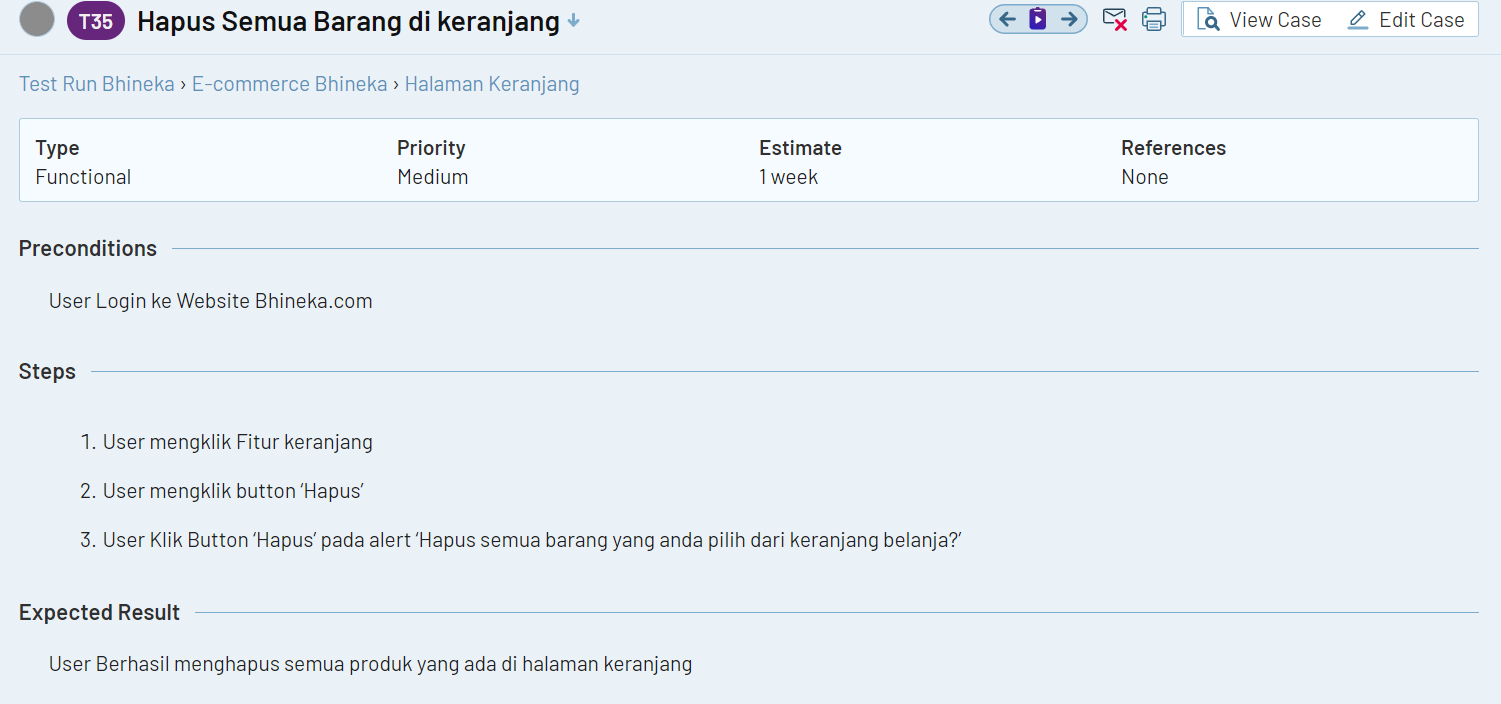 T35 Hapus Semua Barang di keranjang View Case Edit Case
Test Run Bhineka › E-commerce Bhineka › Halaman Keranjang
Type Priority Estimate References
Functional Medium 1 week None
Preconditions
User Login ke Website Bhineka.com
Steps
1. User mengklik Fitur keranjang
2. User mengklik button ‘Hapus’
3. User Klik Button ‘Hapus’ pada alert ‘Hapus semua barang yang anda pilih dari keranjang belanja?’
Expected Result
User Berhasil menghapus semua produk yang ada di halaman keranjang